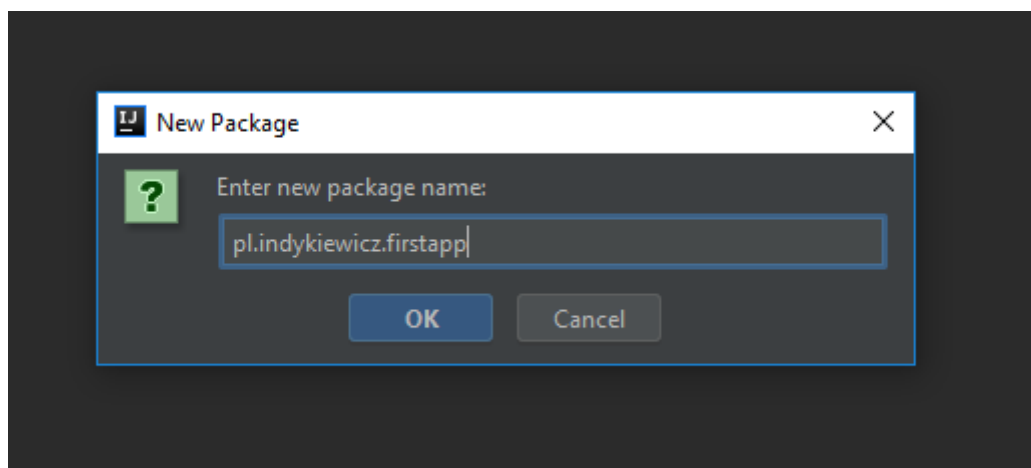 IJ
New Package
Enter new package name:
pl.indykiewicz.firstapp
OK
Cancel